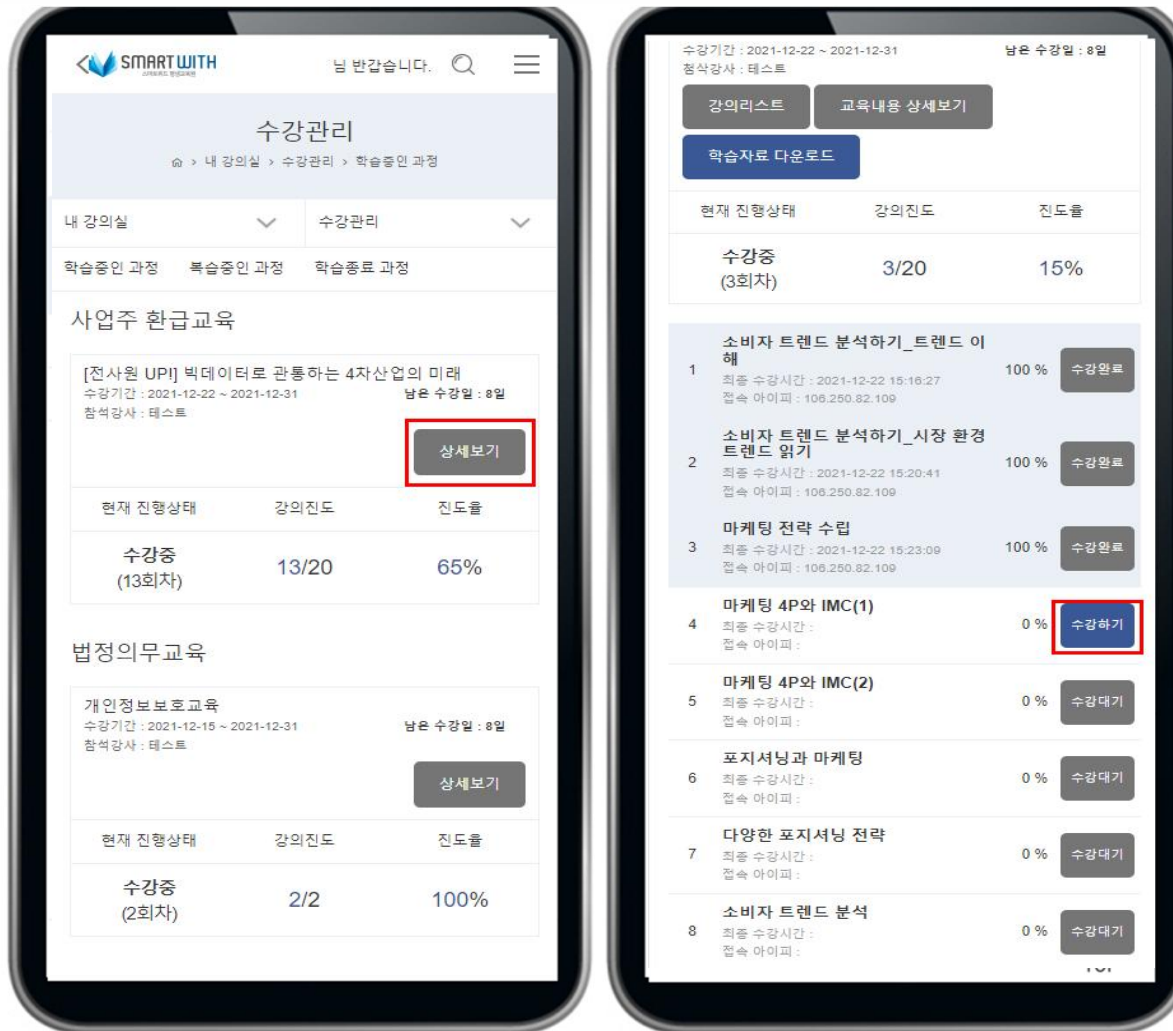 SMART WITH
스마트위드 평생교육원
님 반갑습니다.
수강관리
> 내 강의실 > 수강관리 > 학습중인 과정
내 강의실
수강관리
학습중인 과정 복습중인 과정 학습종료 과정
사업주 환급교육
[전사원 UP!] 빅데이터로 관통하는 4차산업의 미래
수강기간 : 2021-12-22 ~ 2021-12-31 남은 수강일 : 8일
참석강사 : 테스트
상세보기
현재 진행상태 강의진도 진도율
수강중
(13회차)
13/20 65%
법정의무교육
개인정보보호교육
수강기간 : 2021-12-15 ~ 2021-12-31 남은 수강일 : 8일
참석강사 : 테스트
상세보기
현재 진행상태 강의진도 진도율
수강중
(2회차)
2/2 100%
수강기간 : 2021-12-22 ~ 2021-12-31 남은 수강일 : 8일
첨삭강사 : 테스트
강의리스트 교육내용 상세보기
학습자료 다운로드
현재 진행상태 강의진도 진도율
수강중
(3회차)
3/20 15%
소비자 트렌드 분석하기_트렌드 이
해
1 100 % 수강완료
최종 수강시간 : 2021-12-22 15:16:27
접속 아이피 : 106.250.82.109
소비자 트렌드 분석하기_시장 환경
트렌드 읽기
2 100 % 수강완료
최종 수강시간 : 2021-12-22 15:20:41
접속 아이피 : 106.250.82.109
마케팅 전략 수립
3 최종 수강시간 : 2021-12-22 15:23:09 100 % 수강완료
접속 아이피 : 106.250.82.109
마케팅 4P와 IMC(1)
4 최종 수강시간 : 0 % 수강하기
접속 아이피 :
마케팅 4P와 IMC(2)
5 최종 수강시간 : 0 % 수강대기
접속 아이피 :
포지셔닝과 마케팅
6 최종 수강시간 : 0 % 수강대기
접속 아이피 :
다양한 포지셔닝 전략
7 최종 수강시간 : 0 % 수강대기
접속 아이피 :
소비자 트렌드 분석
8 최종 수강시간 : 0 % 수강대기
접속 아이피 :